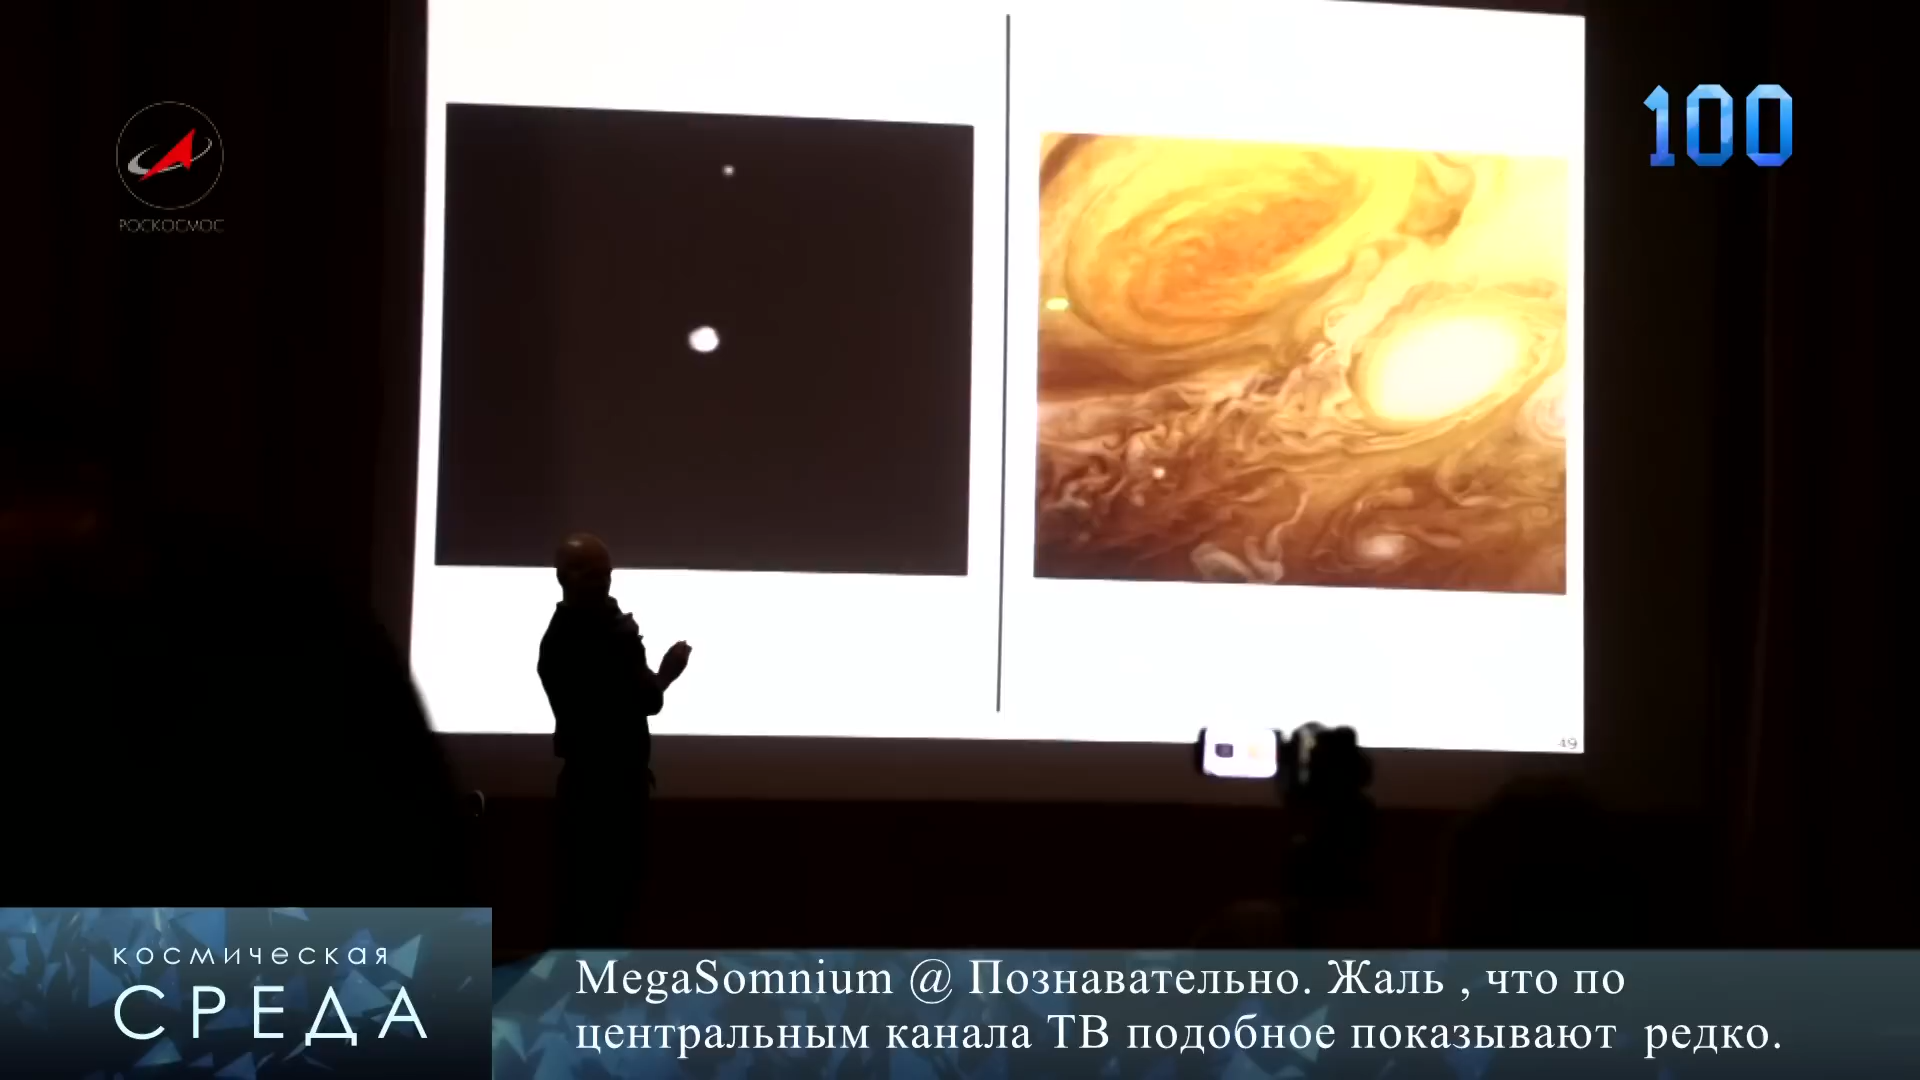 РОСКОСМОС
100
49
космическая
СРЕДА
MegaSomnium @ Познавательно. Жаль , что по
центральным канала ТВ подобное показывают  редко.